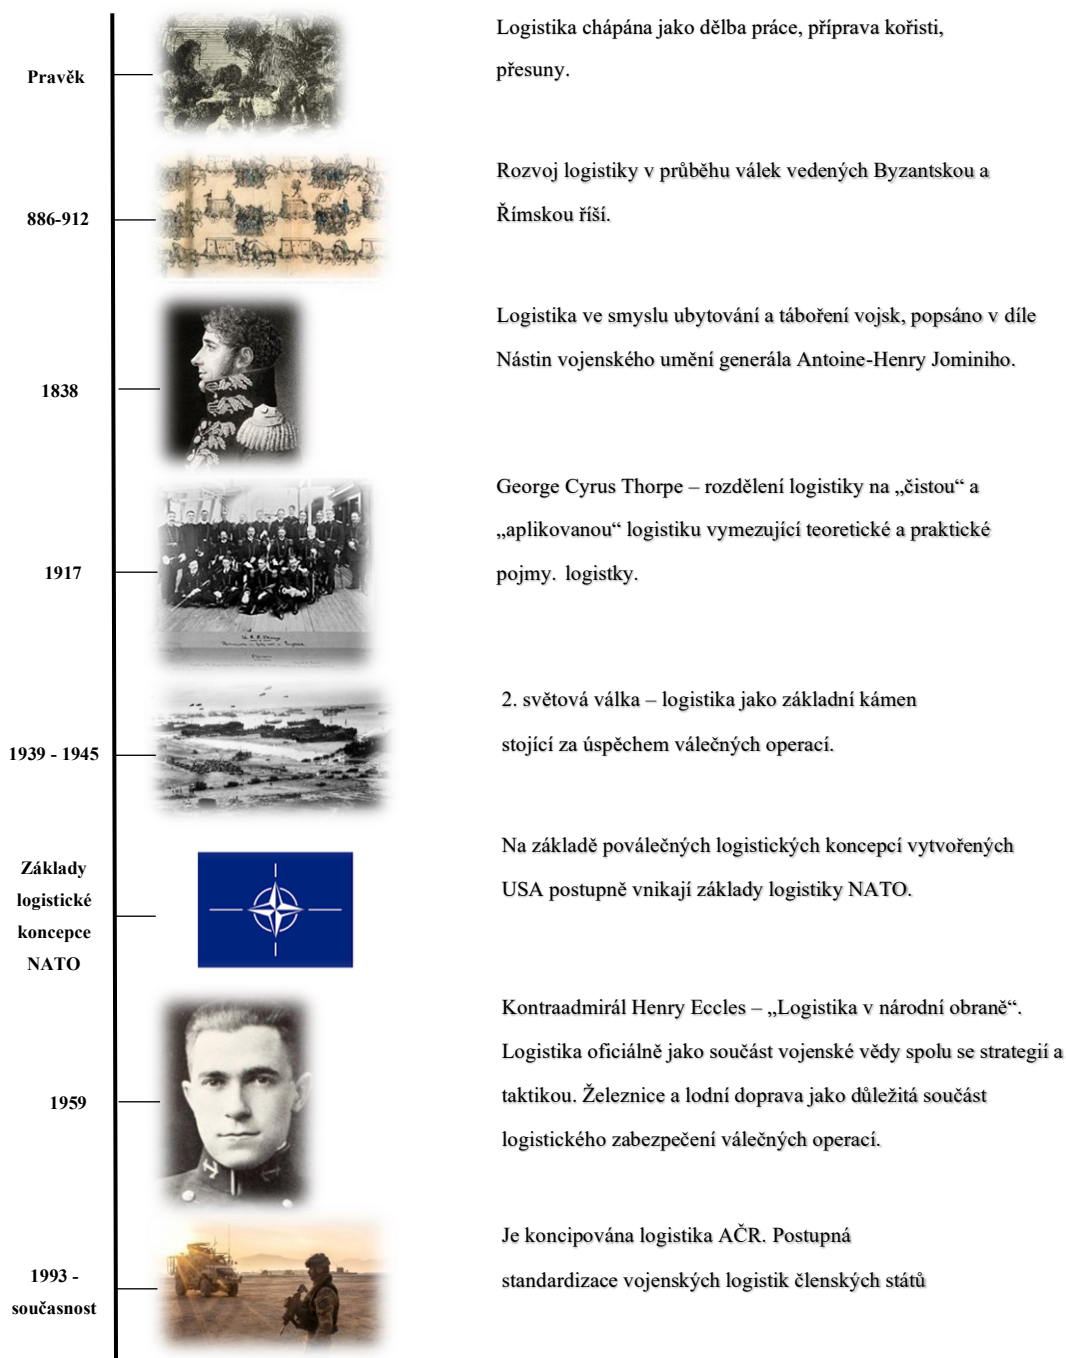 Pravěk
Logistika chápána jako dělba práce, příprava kořisti,
přesuny.
886-912
Rozvoj logistiky v průběhu válek vedených Byzantskou a
Římskou říší.
1838
Logistika ve smyslu ubytování a táboření vojsk, popsáno v díle
Nástin vojenského umění generála Antoine-Henry Jominiho.
1917
George Cyrus Thorpe – rozdělení logistiky na „čistou“ a
„aplikovanou“ logistiku vymezující teoretické a praktické
pojmy. logistky.
1939 - 1945
2. světová válka – logistika jako základní kámen
stojící za úspěchem válečných operací.
Základy
logistické
koncepce
NATO
Na základě poválečných logistických koncepcí vytvořených
USA postupně vnikají základy logistiky NATO.
1959
Kontraadmirál Henry Eccles – „Logistika v národní obraně“.
Logistika oficiálně jako součást vojenské vědy spolu se strategií a
taktikou. Železnice a lodní doprava jako důležitá součást
logistického zabezpečení válečných operací.
1993 -
současnost
Je koncipována logistika AČR. Postupná
standardizace vojenských logistik členských států